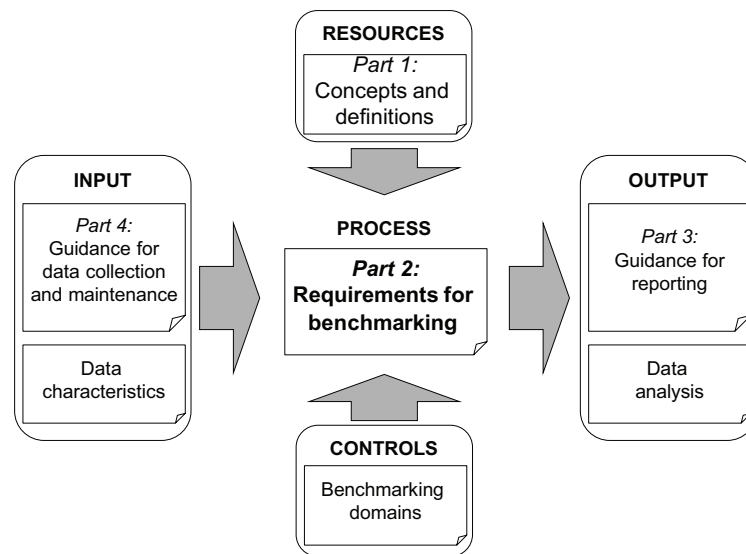 RESOURCES
Part 1:
Concepts and
definitions
INPUT
Part 4:
Guidance for
data collection
and maintenance
Data
characteristics
PROCESS
Part 2:
Requirements for
benchmarking
OUTPUT
Part 3:
Guidance for
reporting
Data
analysis
CONTROLS
Benchmarking
domains